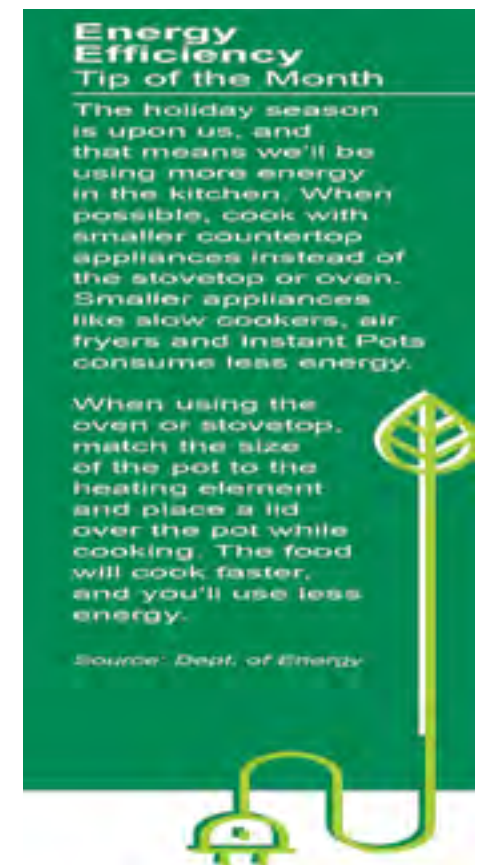 Energy
Efficiency
Tip of the Month
The holiday season
is upon us, and
that means we'll be
using more energy
in the kitchen. When
possible, cook with
smaller countertop
appliances instead of
the stovetop or oven.
Smaller appliances
like slow cookers, air
fryers and Instant Pots
consume less energy.
When using the
oven or stovetop,
match the size
of the pot to the
heating element
and place a lid
over the pot while
cooking. The food
will cook faster,
and you'll use less
energy.
Source: Dept. of Energy